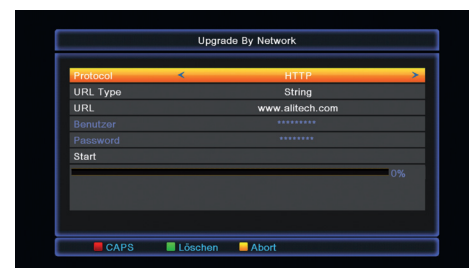 Upgrade By Network
Protocol < HTTP >
URL Type String
URL www.alitech.com
Benutzer *********
Password ********
Start
0%
CAPS Löschen Abort